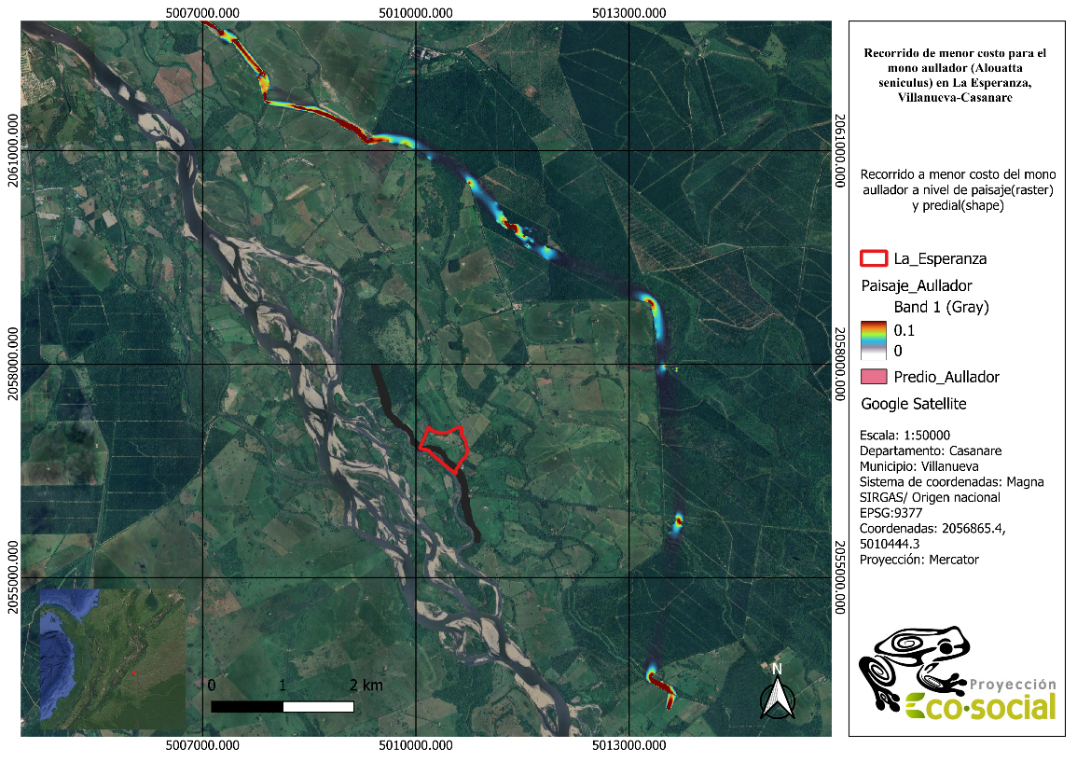 5007000.000 5010000.000 5013000.000
2061000.000
2058000.000
2055000.000
2061000.000
2058000.000
2055000.000
0 1 2 km
N
5007000.000 5010000.000 5013000.000
Recorrido de menor costo para el
mono aullador (Alouatta
seniculus) en La Esperanza,
Villanueva-Casanare
Recorrido a menor costo del mono
aullador a nivel de paisaje(raster)
y predial(shape)
La_Esperanza
Paisaje_Aullador
Band 1 (Gray)
0.1
0
Predio_Aullador
Google Satellite
Escala: 1:50000
Departamento: Casanare
Municipio: Villanueva
Sistema de coordenadas: Magna
SIRGAS/ Origen nacional
EPSG:9377
Coordenadas: 2056865.4,
5010444.3
Proyección: Mercator
Proyección
Eco·social